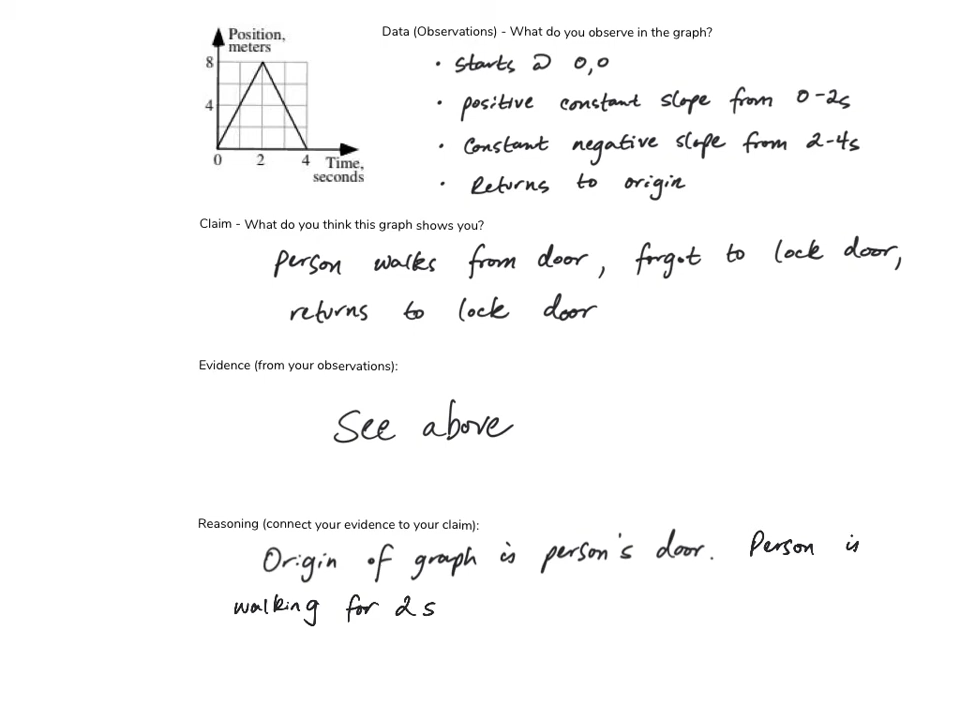 Position,
meters
8
4
0 2 4 Time,
seconds
Data (Observations) - What do you observe in the graph?
• Starts @ 0,0
• positive constant slope from 0-2s
• Constant negative slope from 2-4s
• Returns to origin
Claim - What do you think this graph shows you?
Person walks from door, forgot to lock door,
returns to lock door
Evidence (from your observations):
See above
Reasoning (connect your evidence to your claim):
Origin of graph is person's door. Person is
walking for 2s